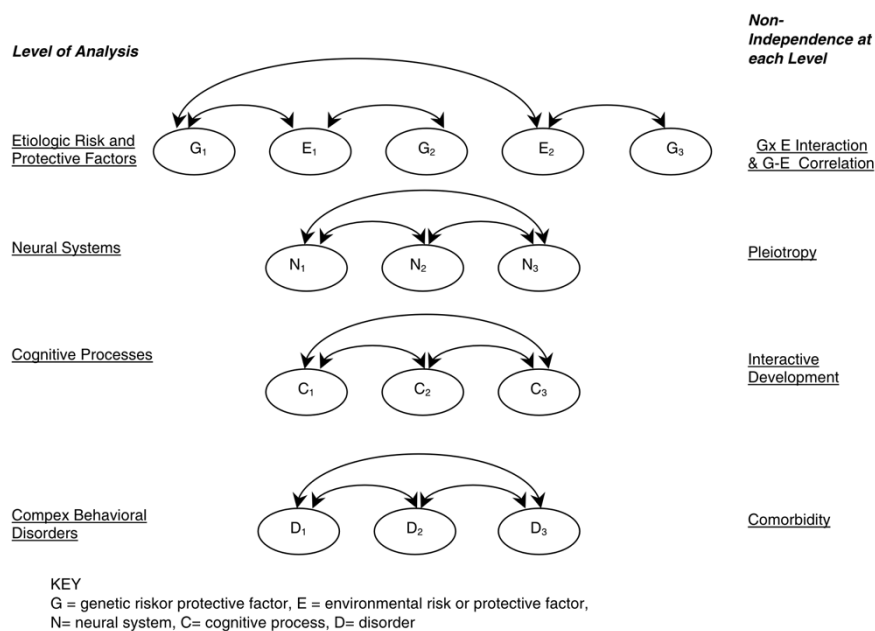 Level of Analysis
Non-
Independence at
each Level
Etiologic Risk and
Protective Factors
G1 E1 G2 E2 G3
Gx E Interaction
& G-E Correlation
Neural Systems
N1 N2 N3
Pleiotropy
Cognitive Processes
C1 C2 C3
Interactive
Development
Compex Behavioral
Disorders
D1 D2 D3
Comorbidity
KEY
G = genetic riskor protective factor, E = environmental risk or protective factor,
N= neural system, C= cognitive process, D= disorder